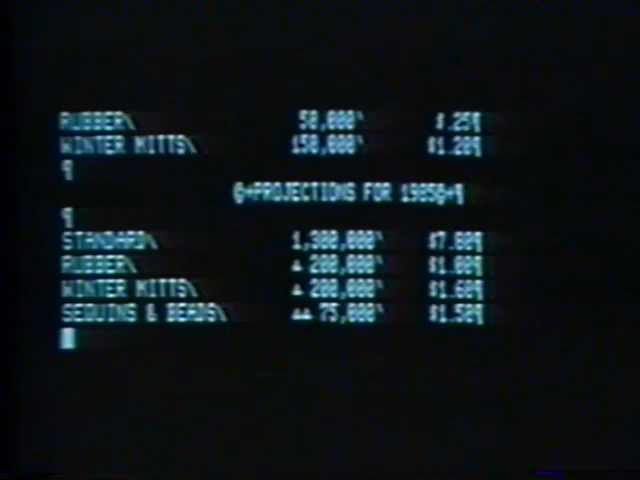 RUBBER\ 50,000^ $.25¶
WINTER MITTS\ 150,000^ $1.20¶
¶
@+PROJECTIONS FOR 1985@+¶
¶
STANDARD\ 1,300,000^ $7.80¶
RUBBER\ 200,000^ $1.00¶
WINTER MITTS\ 200,000^ $1.60¶
SEQUINS & BEADS\ 75,000^ $1.50¶